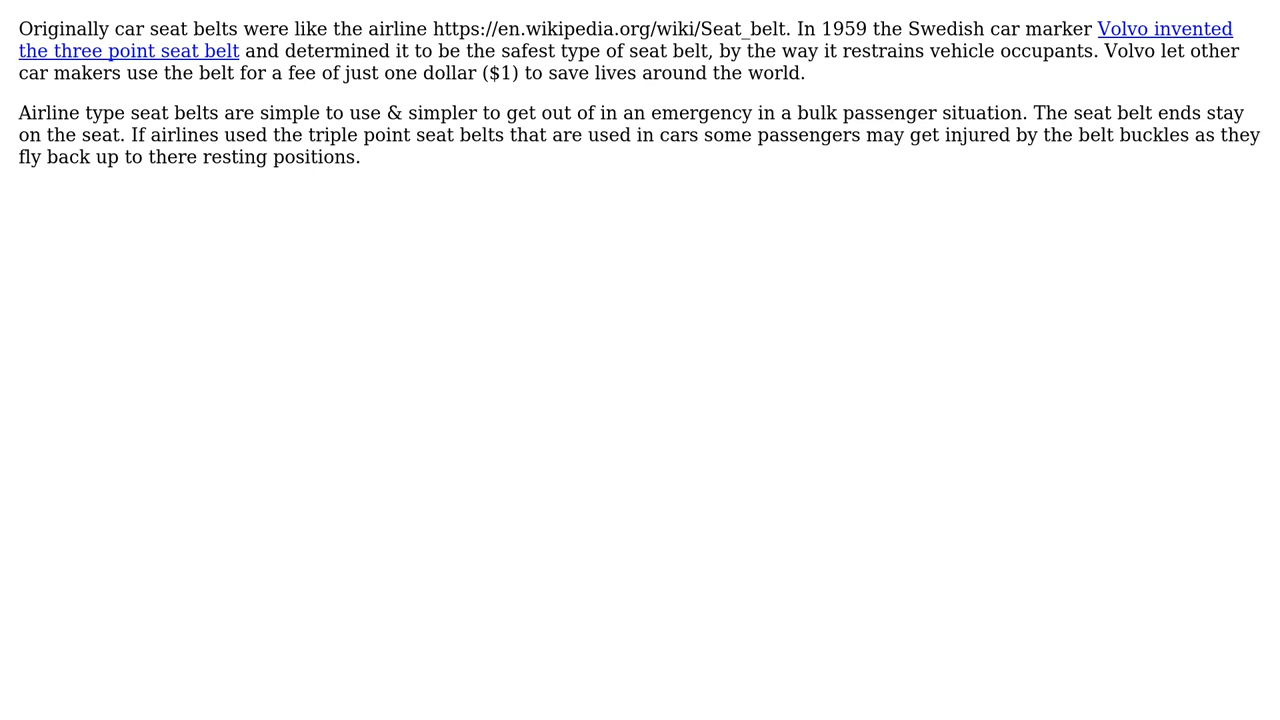 Originally car seat belts were like the airline https://en.wikipedia.org/wiki/Seat_belt. In 1959 the Swedish car marker Volvo invented
the three point seat belt and determined it to be the safest type of seat belt, by the way it restrains vehicle occupants. Volvo let other
car makers use the belt for a fee of just one dollar ($1) to save lives around the world.
Airline type seat belts are simple to use & simpler to get out of in an emergency in a bulk passenger situation. The seat belt ends stay
on the seat. If airlines used the triple point seat belts that are used in cars some passengers may get injured by the belt buckles as they
fly back up to there resting positions.